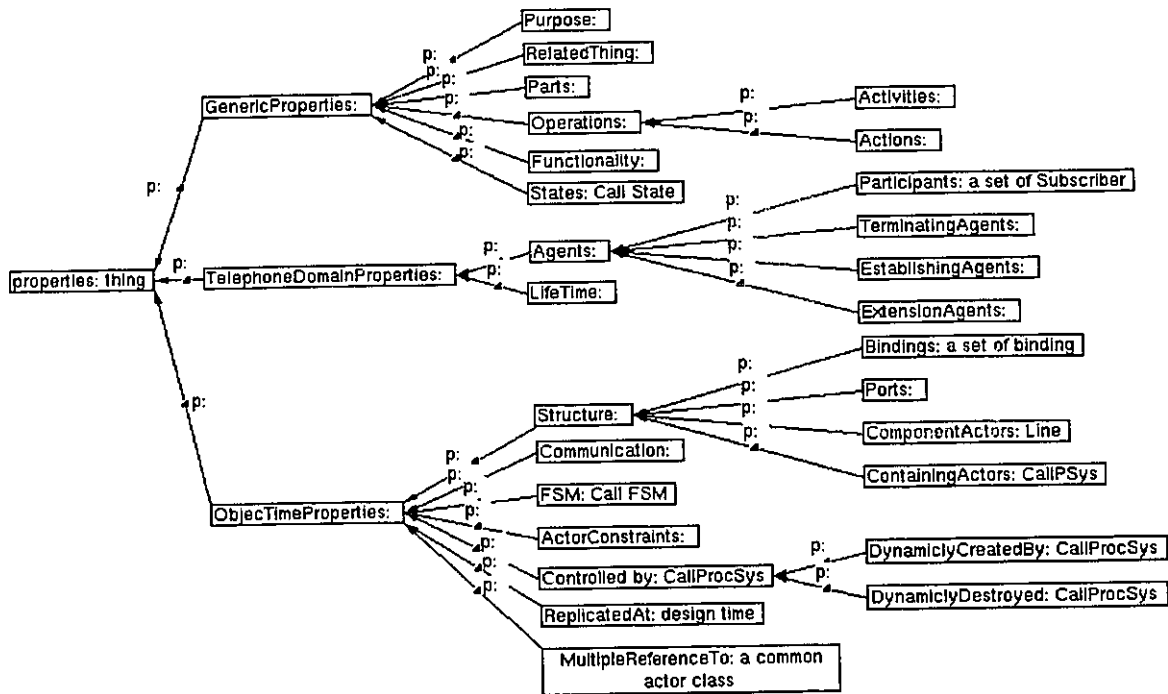 Purpose:
p:
RelatedThing:
p:
p:
Parts:
GenericProperties:
p:
Operations:
p:
Activities:
p:
Actions:
p:
Functionality:
p:
States: Call State
p:
Participants: a set of Subscriber
p:
TerminatingAgents:
p:
p:
Agents:
p:
EstablishingAgents:
p:
properties: thing
p:
TelephoneDomainProperties:
p:
LifeTime:
p:
ExtensionAgents:
Bindings: a set of binding
p:
Ports:
p:
p:
Structure:
p:
ComponentActors: Line
p:
Communication:
p:
ContainingActors: CallPSys
p:
FSM: Call FSM
p:
ObjecTimeProperties:
p:
ActorConstraints:
p:
Controlled by: CallProcSys
p:
DynamiclyCreatedBy: CallProcSys
p:
DynamiclyDestroyed: CallProcSys
p:
ReplicatedAt: design time
p:
MultipleReferenceTo: a common
actor class